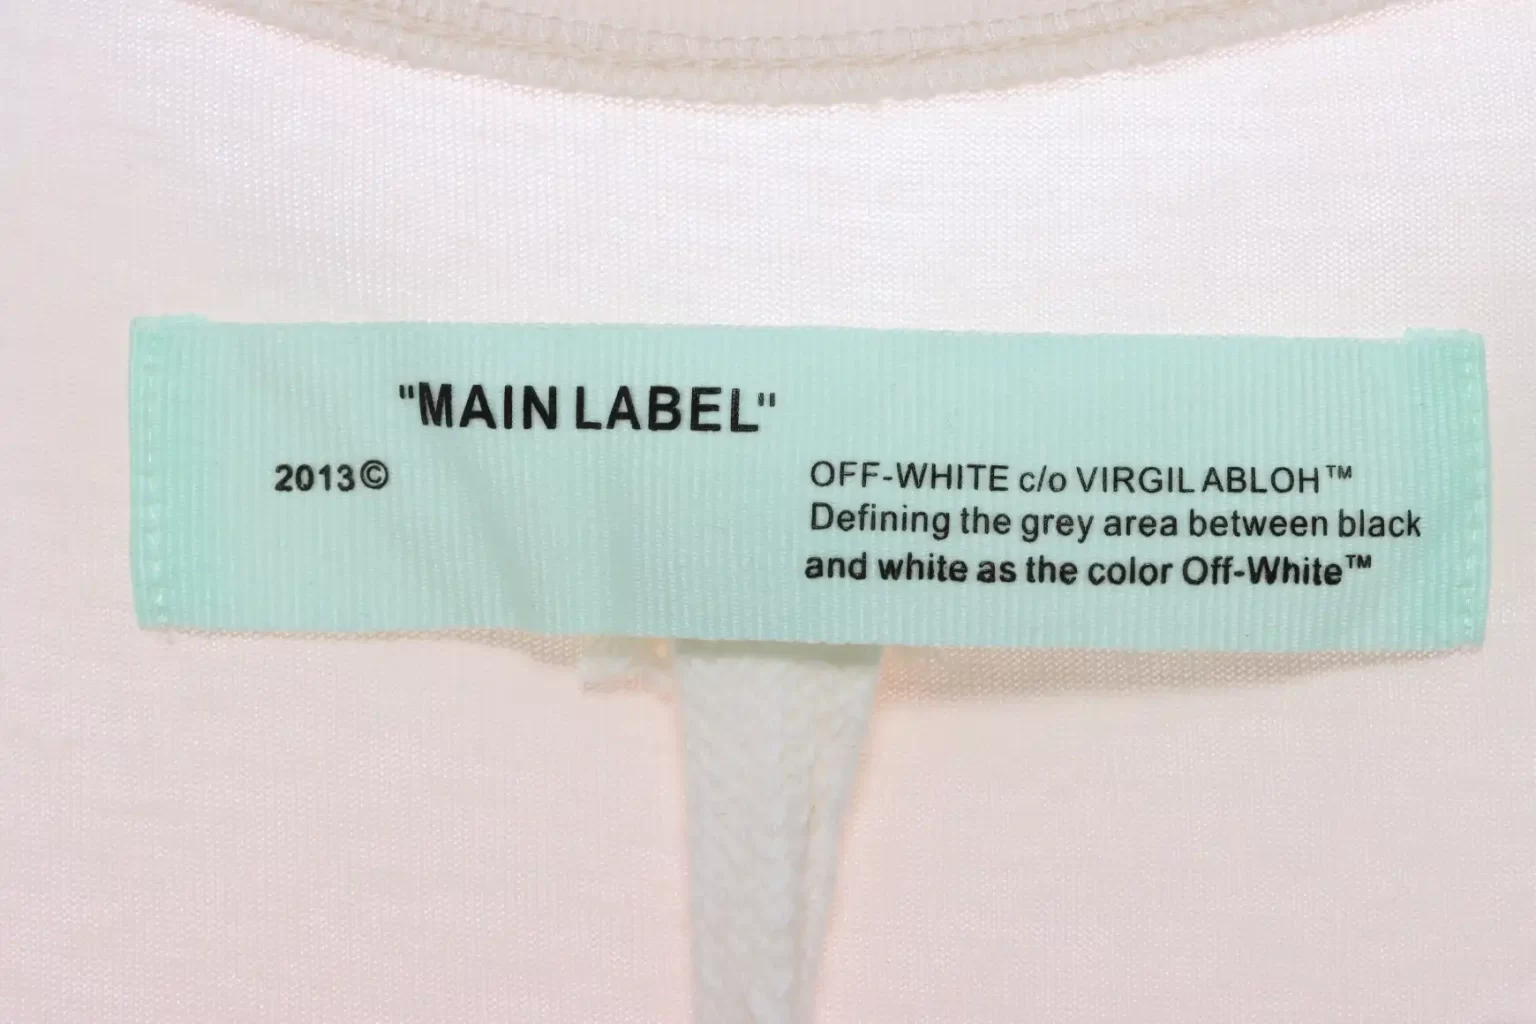 "MAIN LABEL"
2013©
OFF-WHITE c/o VIRGIL ABLOH™
Defining the grey area between black
and white as the color Off-White™